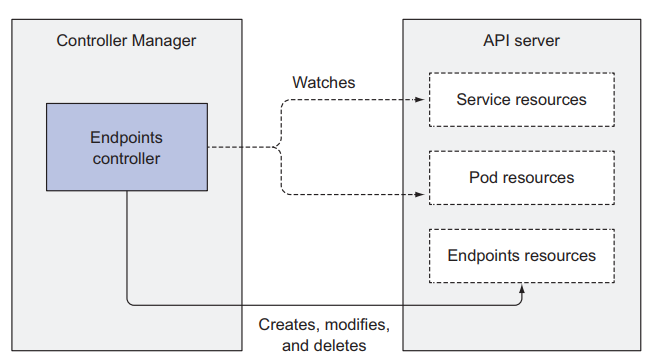 Controller Manager
API server
Watches
Service resources
Endpoints
controller
Pod resources
Endpoints resources
Creates, modifies,
and deletes